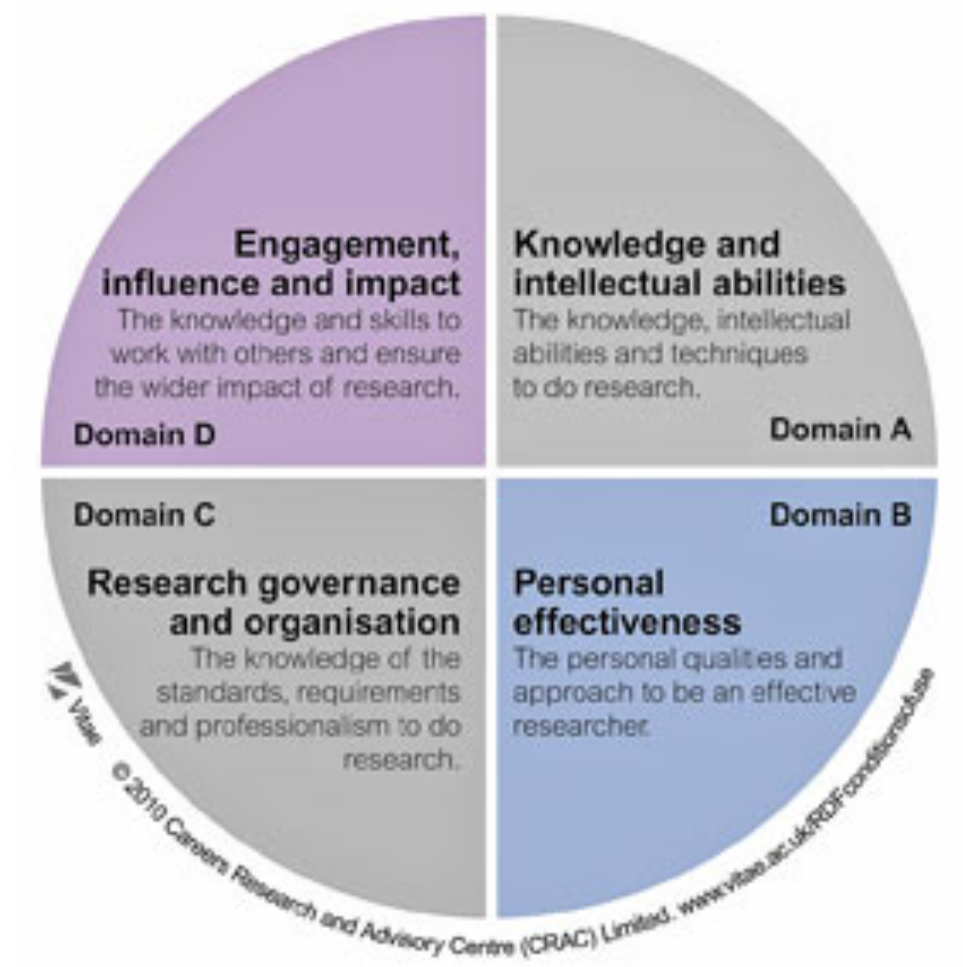 Engagement,
influence and impact
The knowledge and skills to
work with others and ensure
the wider impact of research.
Domain D
Knowledge and
intellectual abilities
The knowledge, intellectual
abilities and techniques
to do research.
Domain A
Domain C
Research governance
and organisation
The knowledge of the
standards, requirements
and professionalism to do
research.
Domain B
Personal
effectiveness
The personal qualities and
approach to be an effective
researcher.
Vitae
© 2010 Careers Research and Advisory Centre (CRAC) Limited. www.vitae.ac.uk/RDFconditionsofuse